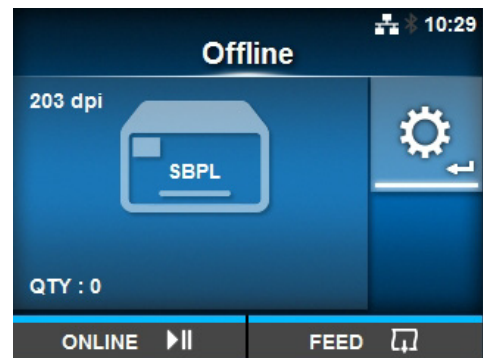 10:29
Offline
203 dpi
SBPL
QTY : 0
ONLINE
FEED